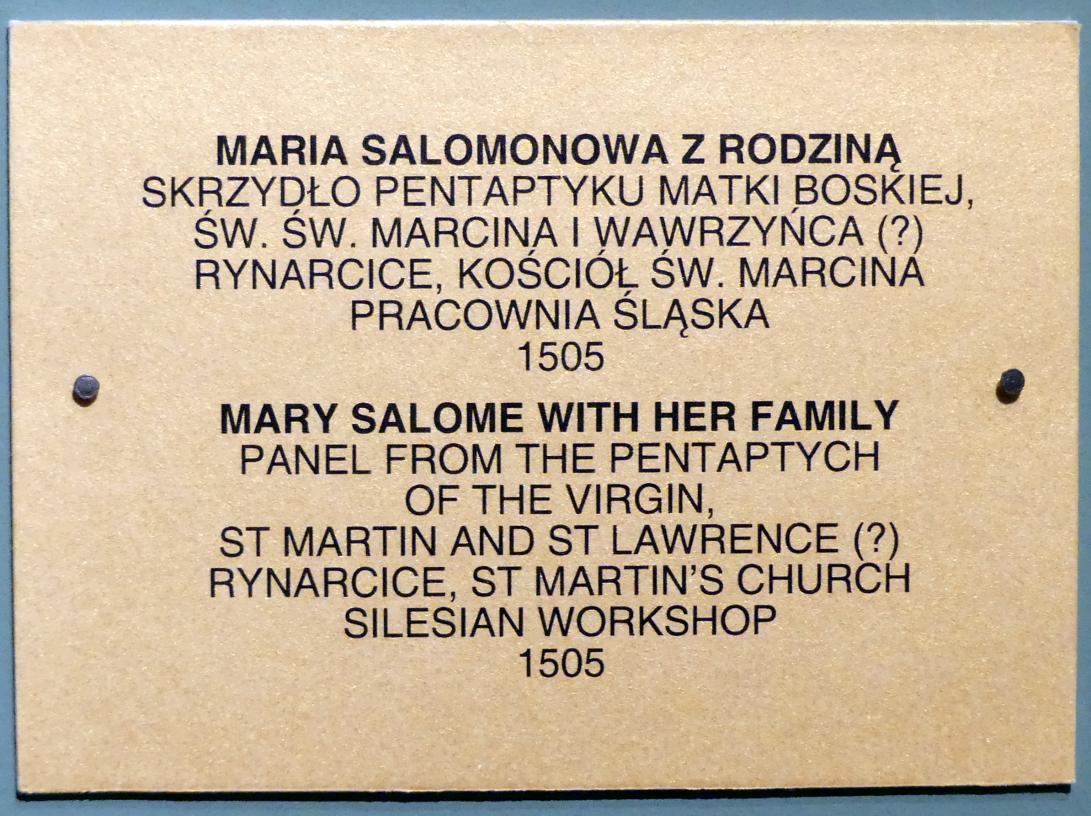 MARIA SALOMONOWA Z RODZINĄ
SKRZYDŁO PENTAPTYKU MATKI BOSKIEJ,
ŚW. ŚW. MARCINA I WAWRZYŃCA (?)
RYNARCICE, KOŚCIÓŁ ŚW. MARCINA
PRACOWNIA ŚLĄSKA
1505
MARY SALOME WITH HER FAMILY
PANEL FROM THE PENTAPTYCH
OF THE VIRGIN,
ST MARTIN AND ST LAWRENCE (?)
RYNARCICE, ST MARTIN'S CHURCH
SILESIAN WORKSHOP
1505